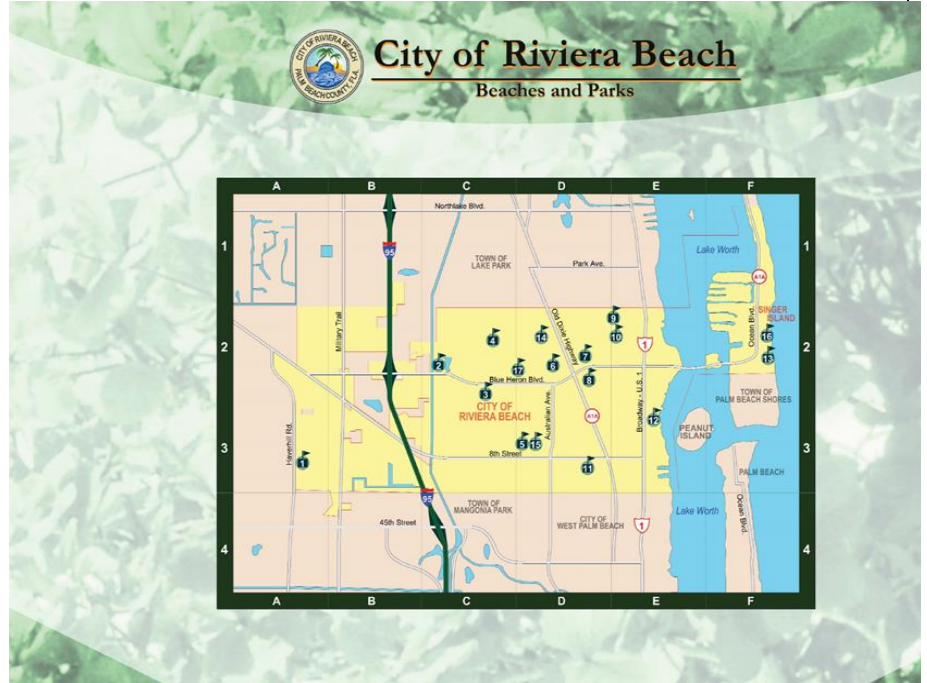 CITY OF RIVIERA BEACH
PALM BEACH COUNTY, FLA.
City of Riviera Beach
Beaches and Parks
A B C D E F
Northlake Blvd.
1 1
95
Lake Worth
TOWN OF
LAKE PARK
Park Ave.
A1A
SINGER
ISLAND
Military Trail
Old Dixie Highway
Ocean Blvd.
9
10
16
14
4
2 2
1
7
13
2
17
6
Blue Heron Blvd.
8
3
TOWN OF
PALM BEACH SHORES
CITY OF
RIVIERA BEACH
Australian Ave.
A1A
Broadway - U.S. 1
12
PEANUT
ISLAND
Haverhill Rd.
5 15
3 3
8th Street
1
11
PALM BEACH
95
TOWN OF
MANGONIA PARK
Lake Worth
Ocean Blvd.
45th Street
CITY OF
WEST PALM BEACH
1
4 4
A B C D E F